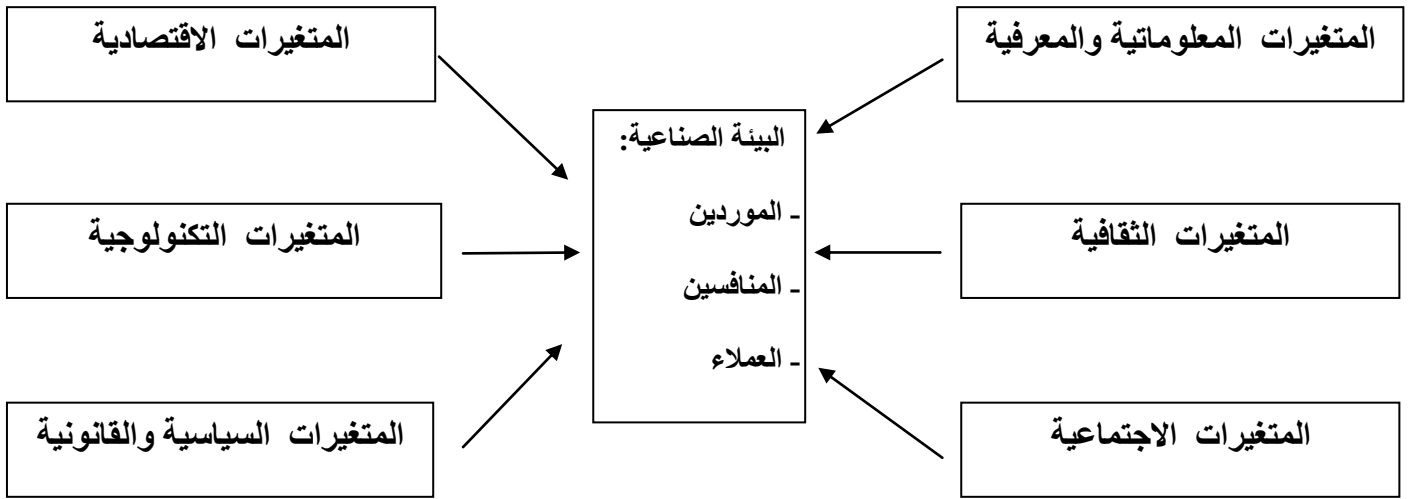 المتغيرات المعلوماتية والمعرفية
المتغيرات الاقتصادية
البيئة الصناعية:
- الموردين
- المنافسين
- العملاء
المتغيرات الثقافية
المتغيرات التكنولوجية
المتغيرات الاجتماعية
المتغيرات السياسية والقانونية